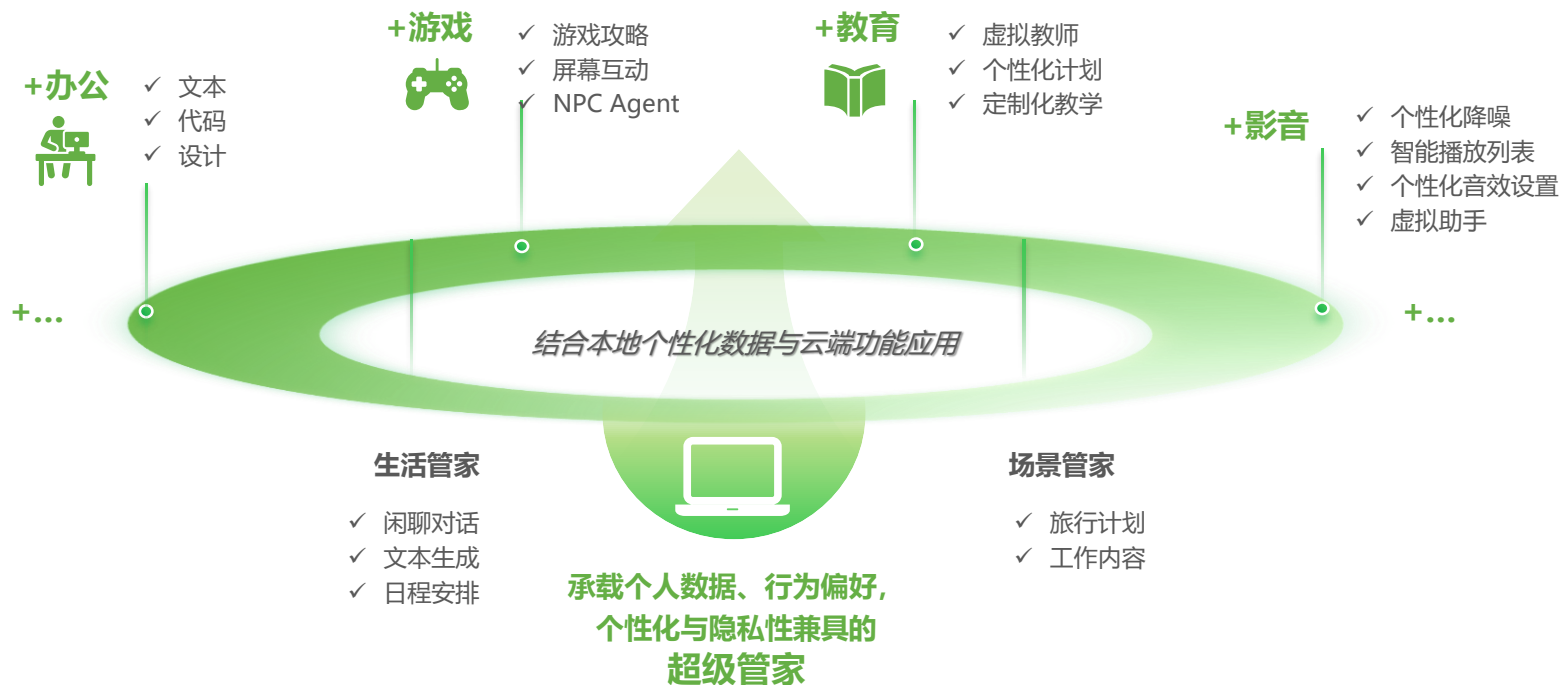 +办公
文本
代码
设计
+游戏
游戏攻略
屏幕互动
NPC Agent
+教育
虚拟教师
个性化计划
定制化教学
+影音
个性化降噪
智能播放列表
个性化音效设置
虚拟助手
+...
+...
结合本地个性化数据与云端功能应用
生活管家
闲聊对话
文本生成
日程安排
场景管家
旅行计划
工作内容
承载个人数据、行为偏好,
个性化与隐私性兼具的
超级管家